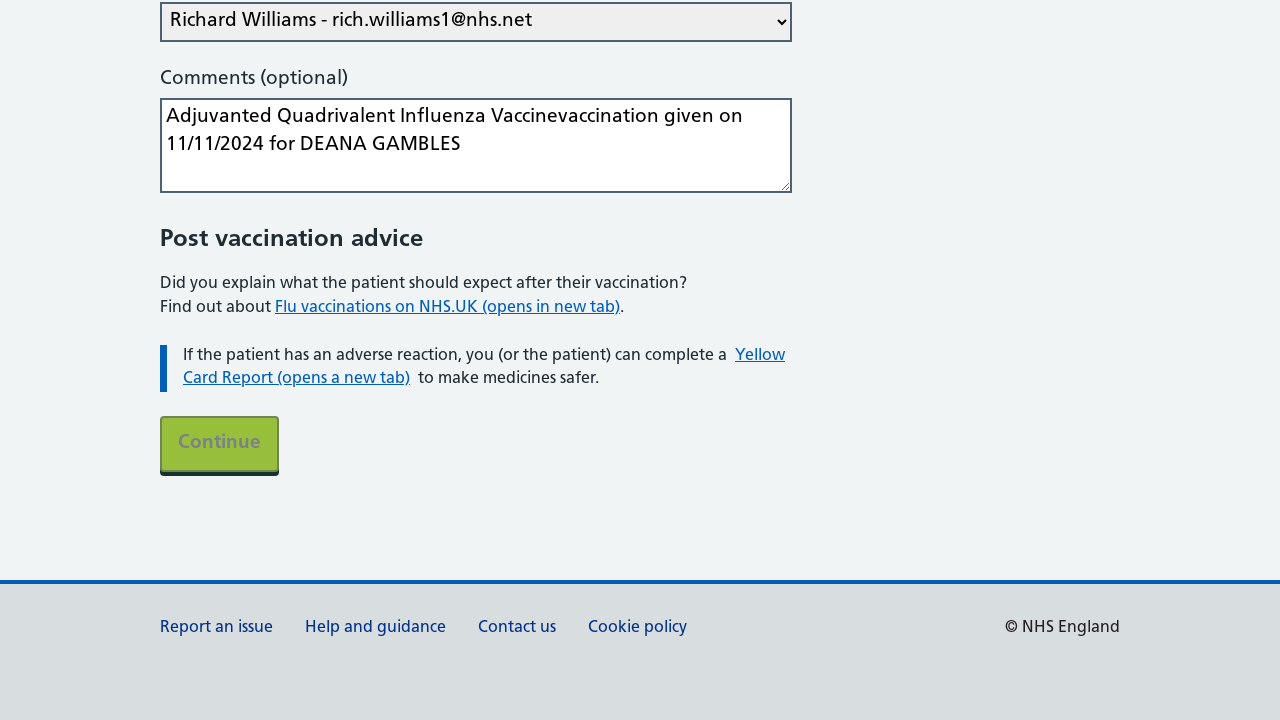 Richard Williams - rich.williams1@nhs.net
Comments (optional)
Adjuvanted Quadrivalent Influenza Vaccinevaccination given on
11/11/2024 for DEANA GAMBLES
Post vaccination advice
Did you explain what the patient should expect after their vaccination?
Find out about Flu vaccinations on NHS.UK (opens in new tab).
If the patient has an adverse reaction, you (or the patient) can complete a Yellow
Card Report (opens a new tab) to make medicines safer.
Continue
Report an issue Help and guidance Contact us Cookie policy © NHS England